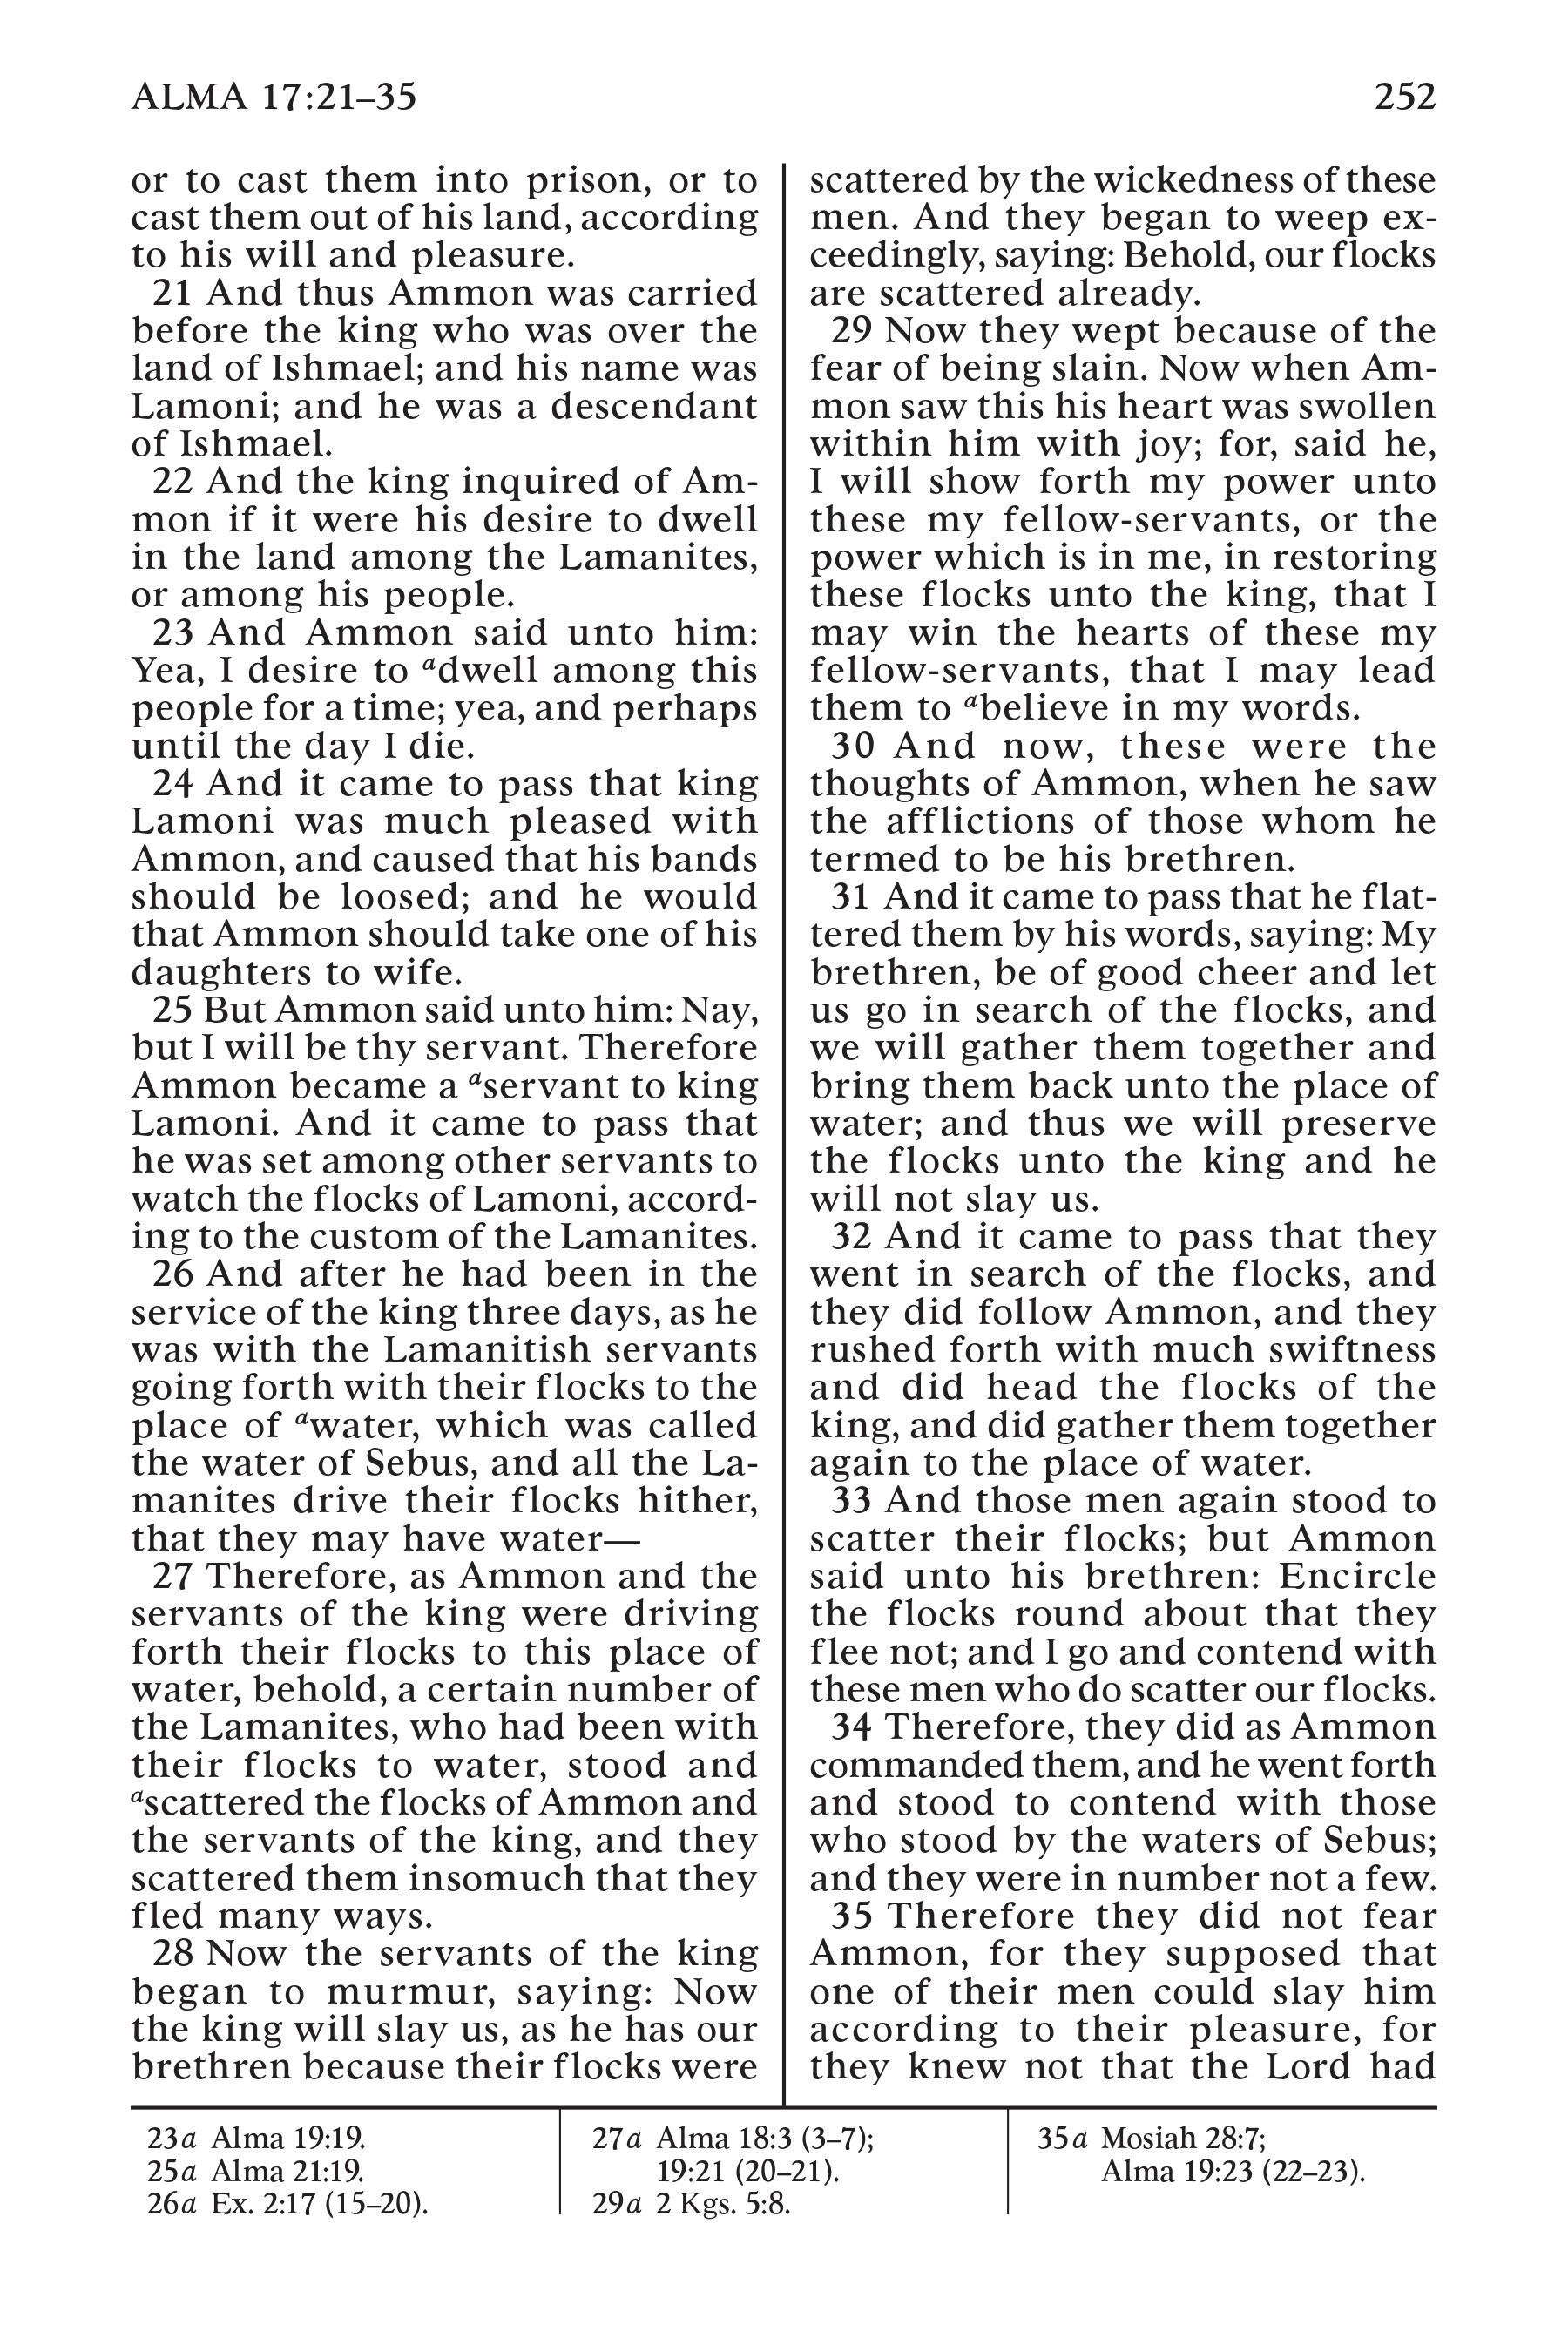 ALMA 17:21–35
252
or to cast them into prison, or to
cast them out of his land, according
to his will and pleasure.
21 And thus Ammon was carried
before the king who was over the
land of Ishmael; and his name was
Lamoni; and he was a descendant
of Ishmael.
22 And the king inquired of Am-
mon if it were his desire to dwell
in the land among the Lamanites,
or among his people.
23 And Ammon said unto him:
Yea, I desire to adwell among this
people for a time; yea, and perhaps
until the day I die.
24 And it came to pass that king
Lamoni was much pleased with
Ammon, and caused that his bands
should be loosed; and he would
that Ammon should take one of his
daughters to wife.
25 But Ammon said unto him: Nay,
but I will be thy servant. Therefore
Ammon became a aservant to king
Lamoni. And it came to pass that
he was set among other servants to
watch the flocks of Lamoni, accord-
ing to the custom of the Lamanites.
26 And after he had been in the
service of the king three days, as he
was with the Lamanitish servants
going forth with their flocks to the
place of awater, which was called
the water of Sebus, and all the La-
manites drive their flocks hither,
that they may have water—
27 Therefore, as Ammon and the
servants of the king were driving
forth their flocks to this place of
water, behold, a certain number of
the Lamanites, who had been with
their flocks to water, stood and
ascattered the flocks of Ammon and
the servants of the king, and they
scattered them insomuch that they
fled many ways.
28 Now the servants of the king
began to murmur, saying: Now
the king will slay us, as he has our
brethren because their flocks were
scattered by the wickedness of these
men. And they began to weep ex-
ceedingly, saying: Behold, our flocks
are scattered already.
29 Now they wept because of the
fear of being slain. Now when Am-
mon saw this his heart was swollen
within him with joy; for, said he,
I will show forth my power unto
these my fellow-servants, or the
power which is in me, in restoring
these flocks unto the king, that I
may win the hearts of these my
fellow-servants, that I may lead
them to abelieve in my words.
30 And now, these were the
thoughts of Ammon, when he saw
the afflictions of those whom he
termed to be his brethren.
31 And it came to pass that he flat-
tered them by his words, saying: My
brethren, be of good cheer and let
us go in search of the flocks, and
we will gather them together and
bring them back unto the place of
water; and thus we will preserve
the flocks unto the king and he
will not slay us.
32 And it came to pass that they
went in search of the flocks, and
they did follow Ammon, and they
rushed forth with much swiftness
and did head the flocks of the
king, and did gather them together
again to the place of water.
33 And those men again stood to
scatter their flocks; but Ammon
said unto his brethren: Encircle
the flocks round about that they
flee not; and I go and contend with
these men who do scatter our flocks.
34 Therefore, they did as Ammon
commanded them, and he went forth
and stood to contend with those
who stood by the waters of Sebus;
and they were in number not a few.
35 Therefore they did not fear
Ammon, for they supposed that
one of their men could slay him
according to their pleasure, for
they knew not that the Lord had
23a Alma 19:19.
25a Alma 21:19.
26a Ex. 2:17 (15–20).
27a Alma 18:3 (3–7);
19:21 (20–21).
29a 2 Kgs. 5:8.
35a Mosiah 28:7;
Alma 19:23 (22–23).